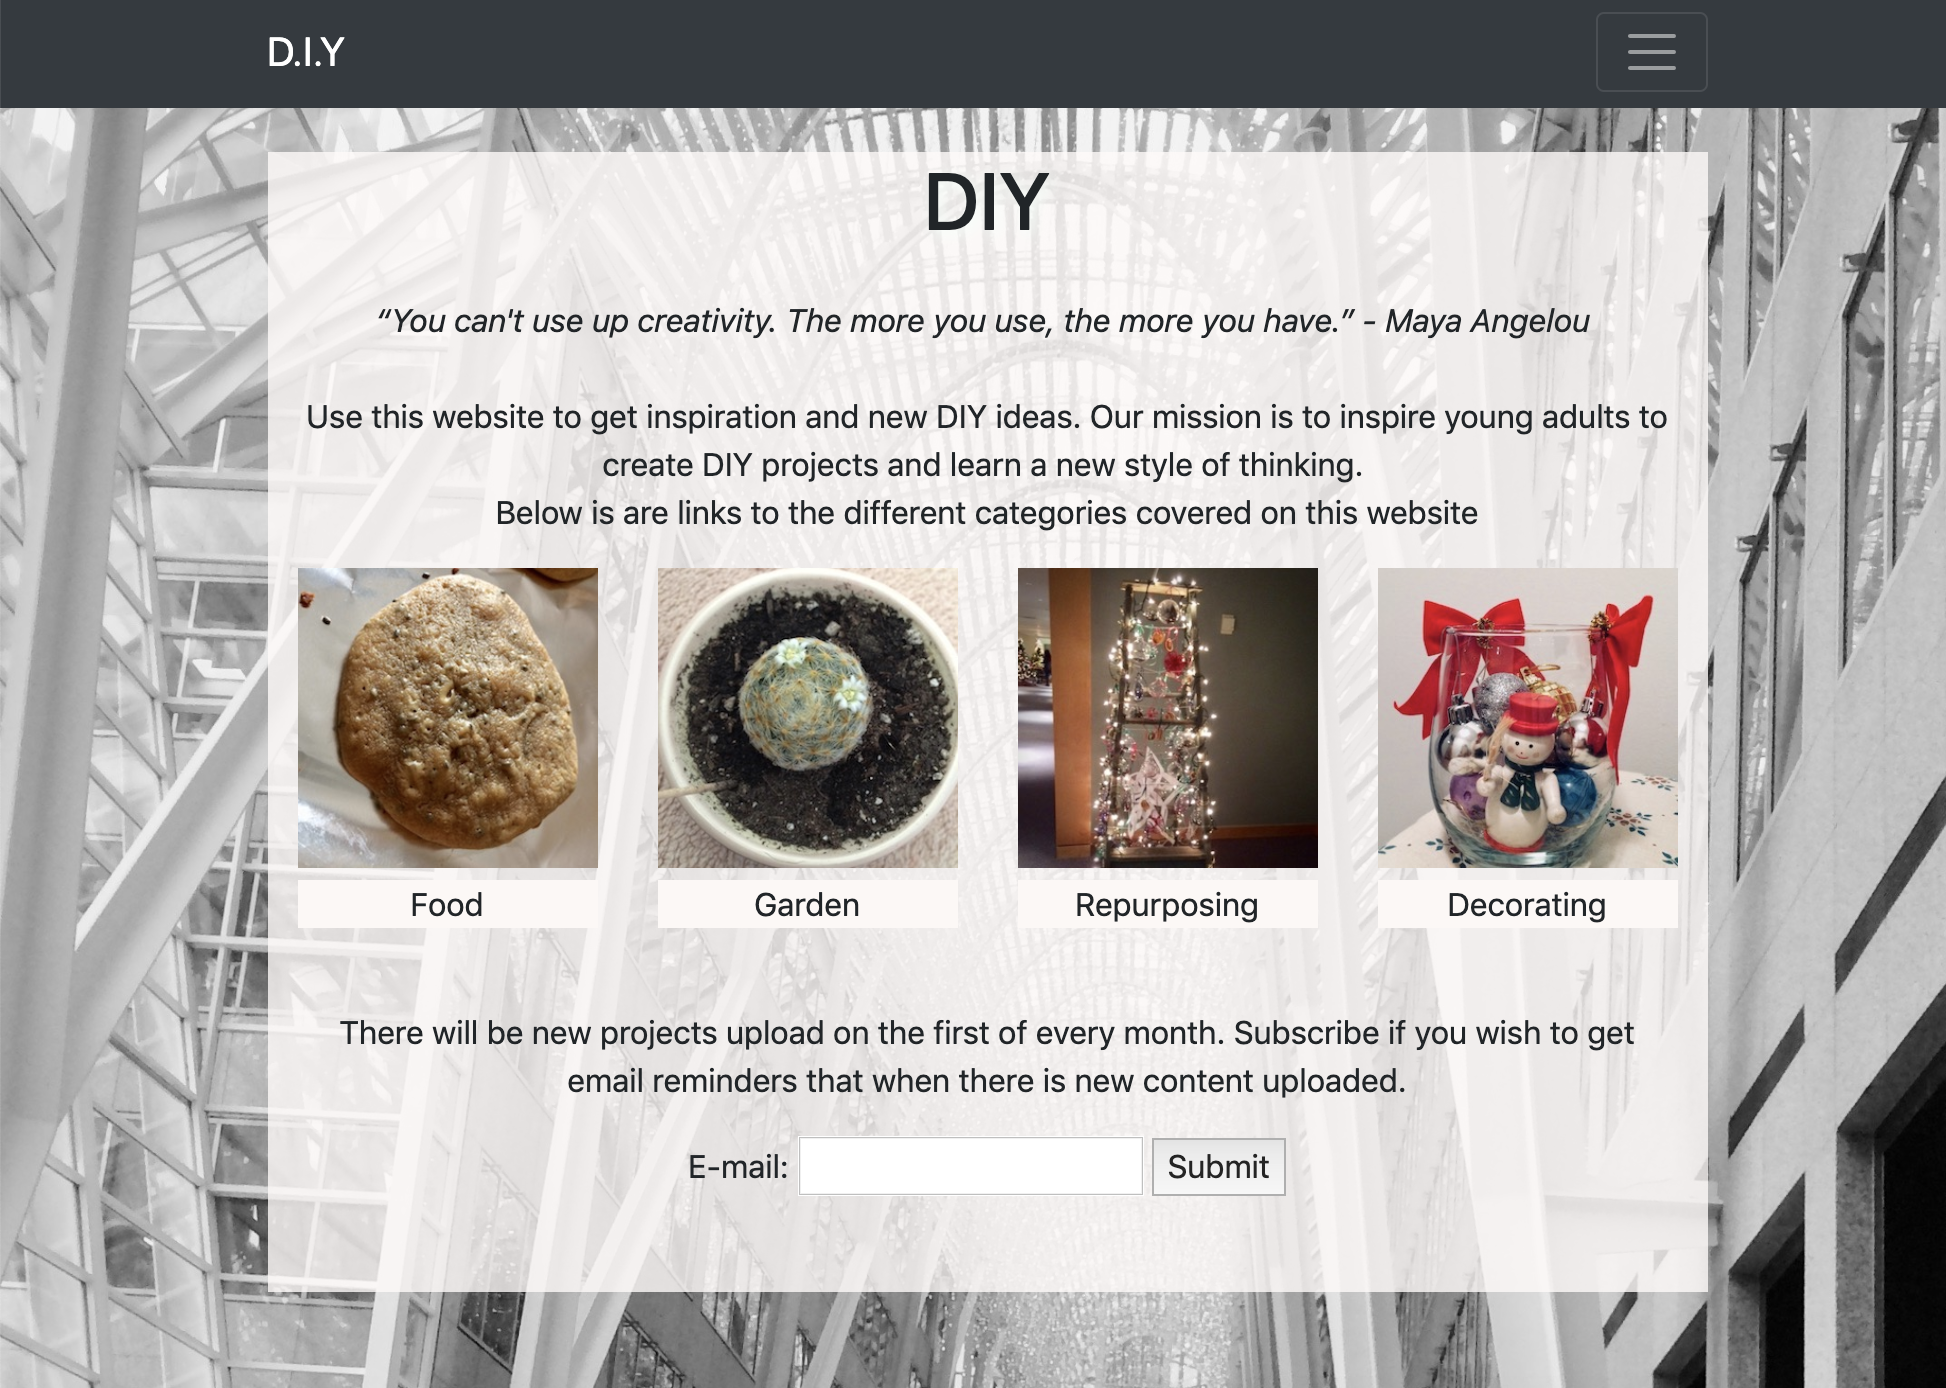 D.I.Y
DIY
“You can't use up creativity. The more you use, the more you have.” - Maya Angelou
Use this website to get inspiration and new DIY ideas. Our mission is to inspire young adults to
create DIY projects and learn a new style of thinking.
Below is are links to the different categories covered on this website
Food
Garden
Repurposing
Decorating
There will be new projects upload on the first of every month. Subscribe if you wish to get
email reminders that when there is new content uploaded.
E-mail:
Submit